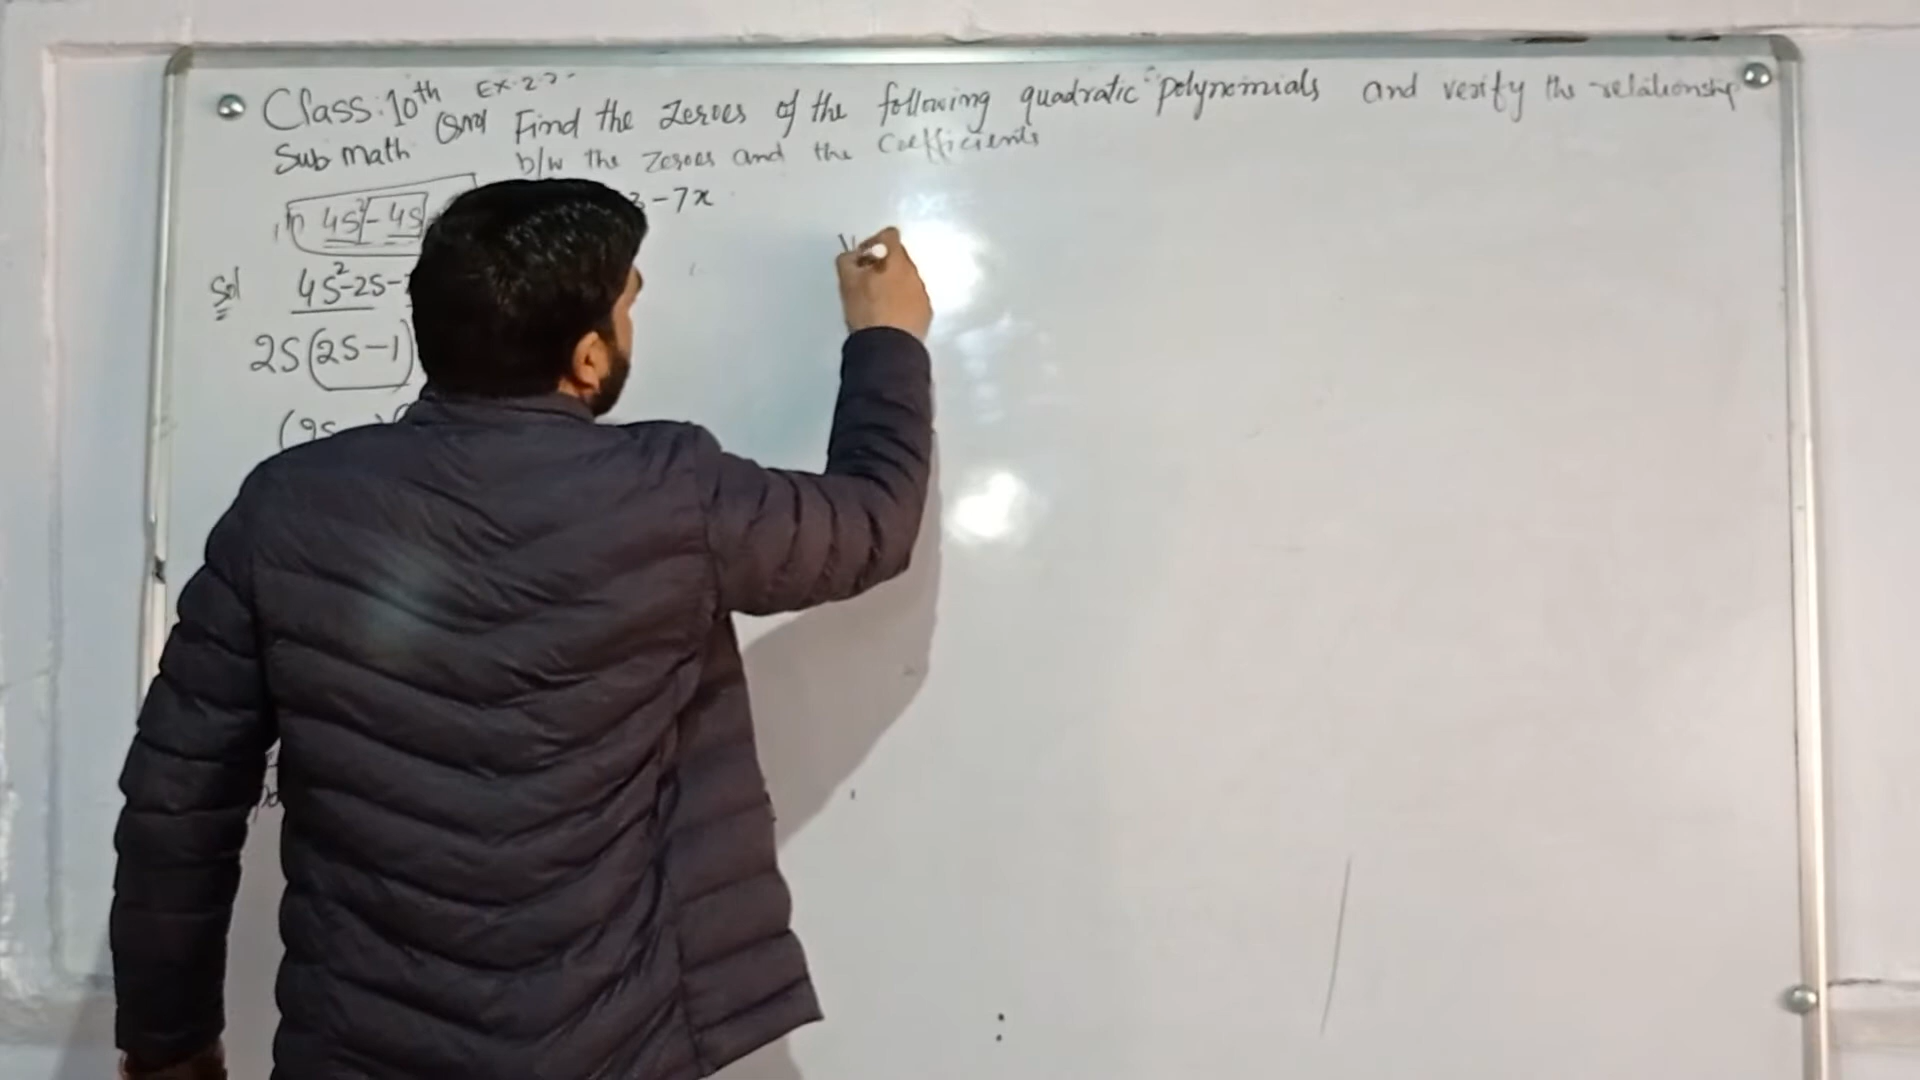 Class: 10th Ex. 2.2
Qno1 Find the zeroes of the following quadratic polynomials and verify the relationship
Sub math b/w the zeroes and the Coefficients
4s²-4s 3-7x
Sol 4s²-2s-
2s(2s-1)
(2s